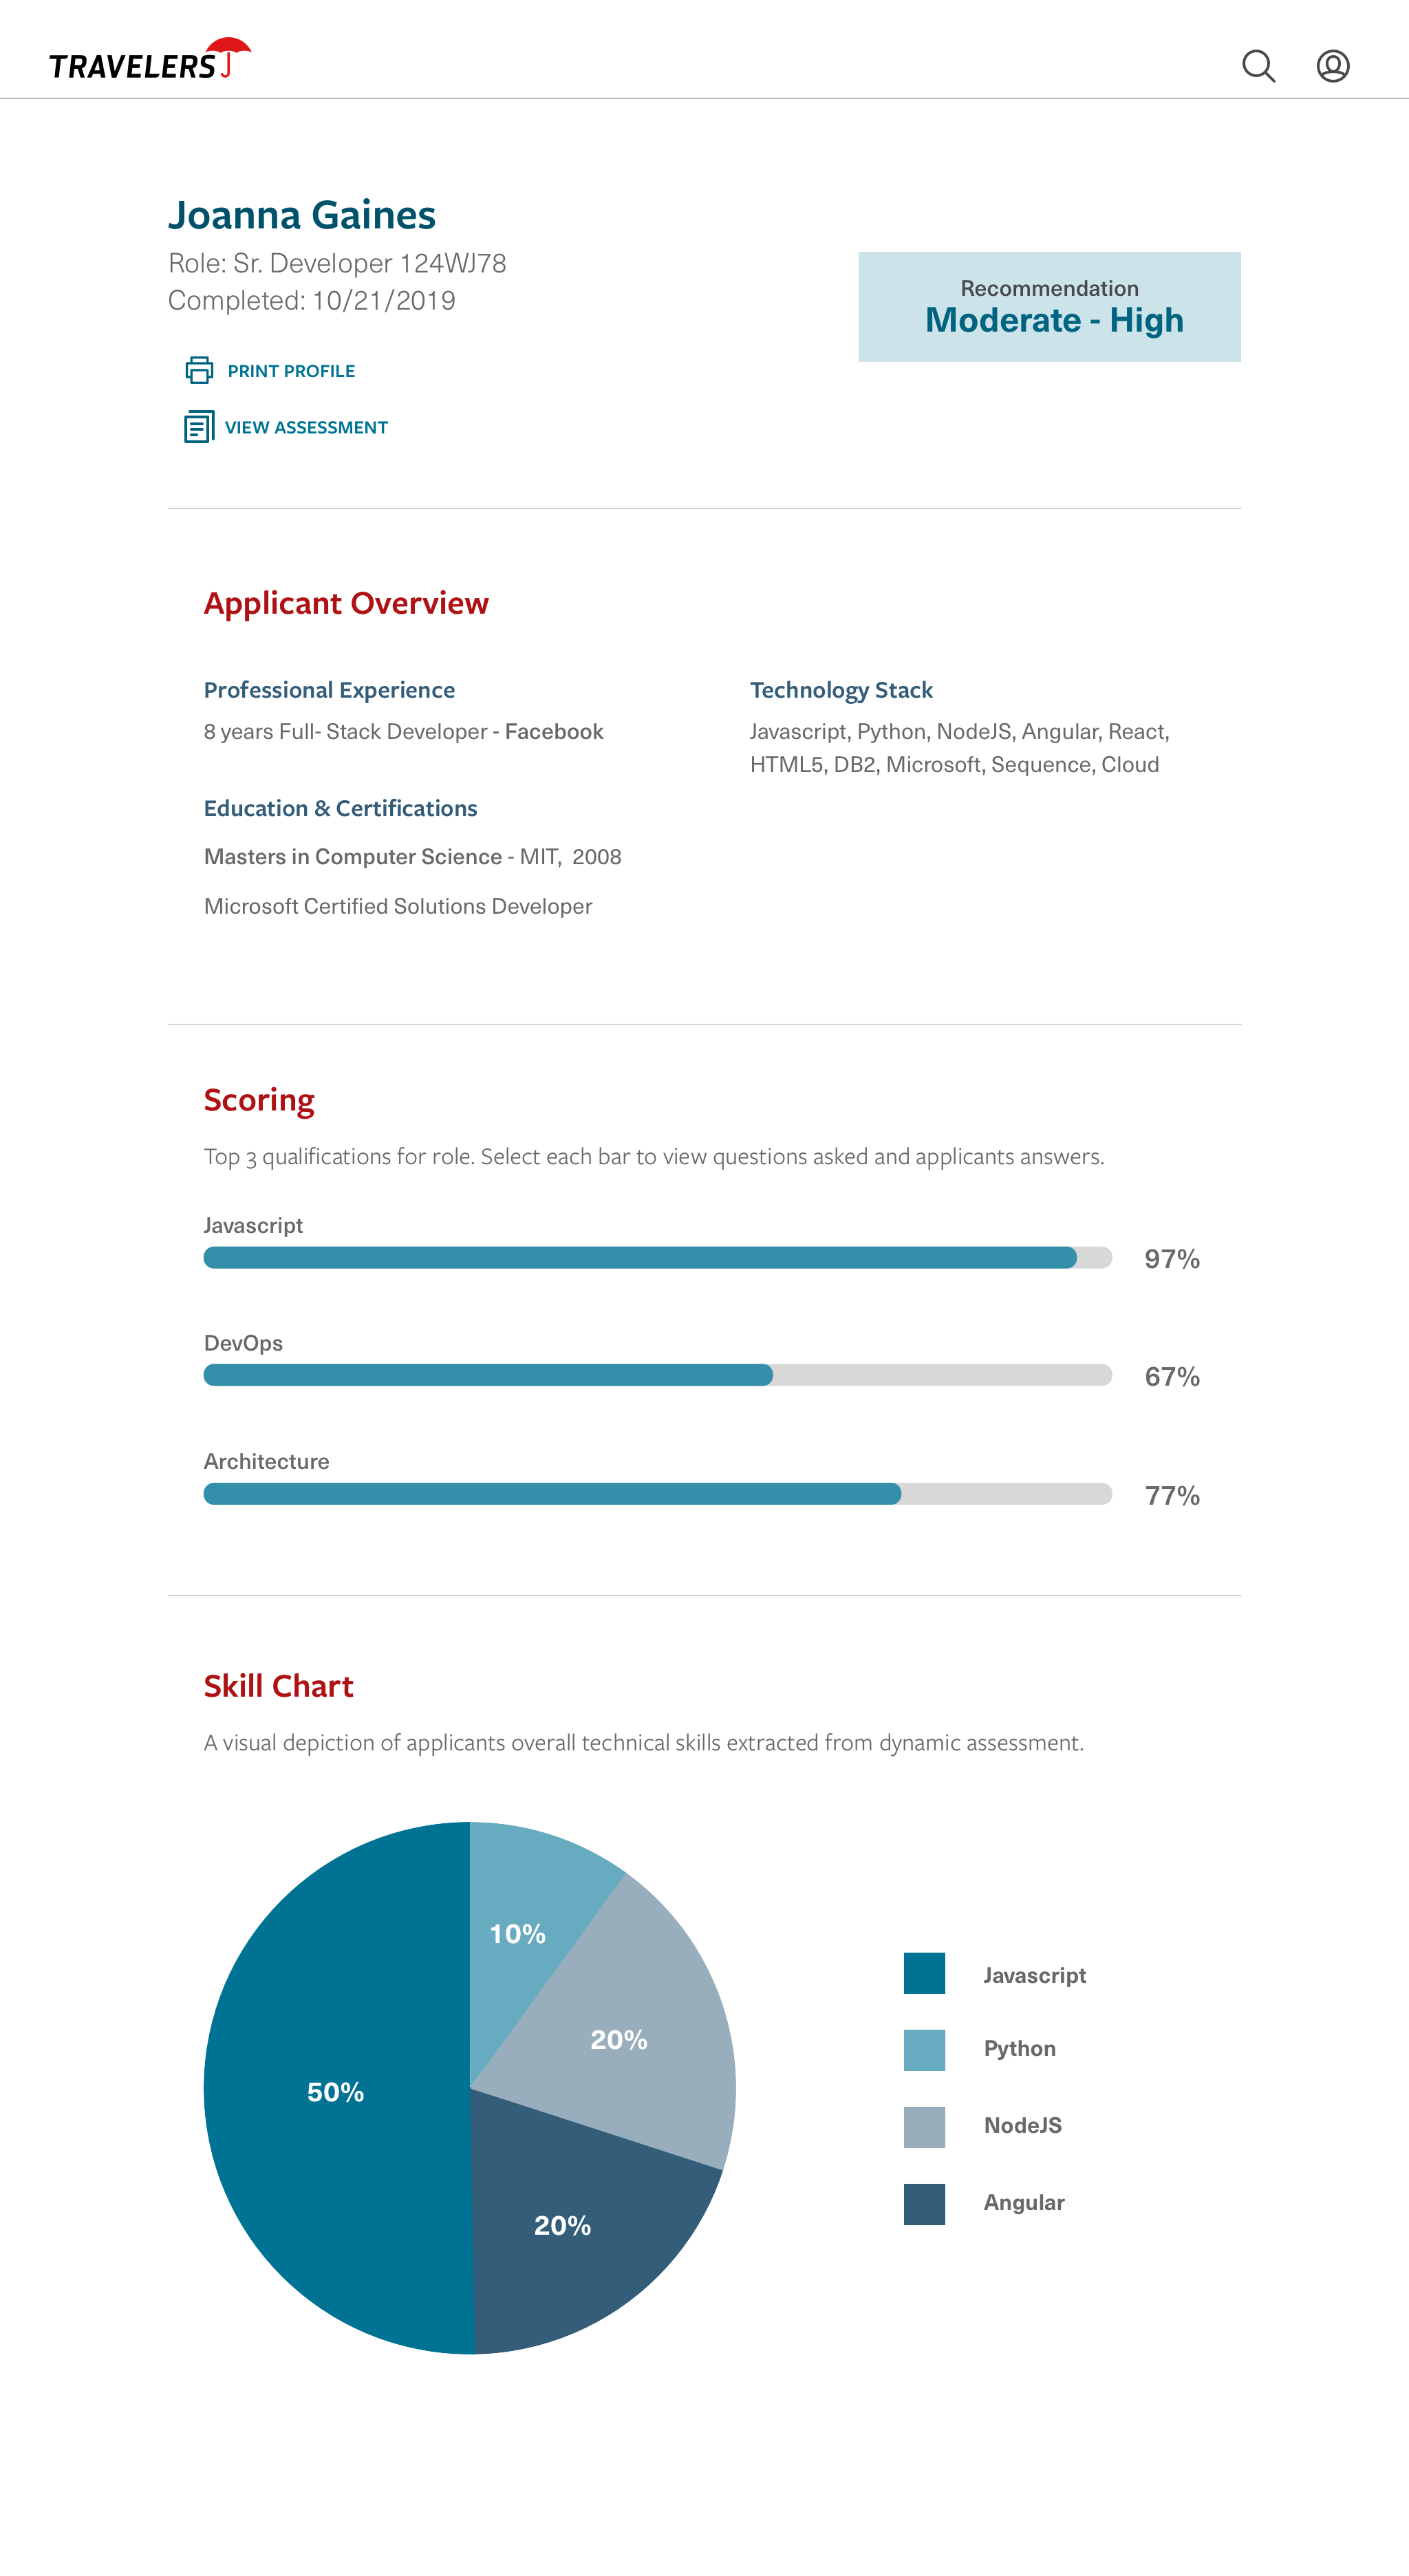 TRAVELERS
Joanna Gaines
Role: Sr. Developer 124WJ78
Completed: 10/21/2019
Recommendation
Moderate - High
PRINT PROFILE
VIEW ASSESSMENT
Applicant Overview
Professional Experience
8 years Full- Stack Developer - Facebook
Technology Stack
Javascript, Python, NodeJS, Angular, React,
HTML5, DB2, Microsoft, Sequence, Cloud
Education & Certifications
Masters in Computer Science - MIT,  2008
Microsoft Certified Solutions Developer
Scoring
Top 3 qualifications for role. Select each bar to view questions asked and applicants answers.
Javascript
97%
DevOps
67%
Architecture
77%
Skill Chart
A visual depiction of applicants overall technical skills extracted from dynamic assessment.
10%
20%
50%
20%
Javascript
Python
NodeJS
Angular